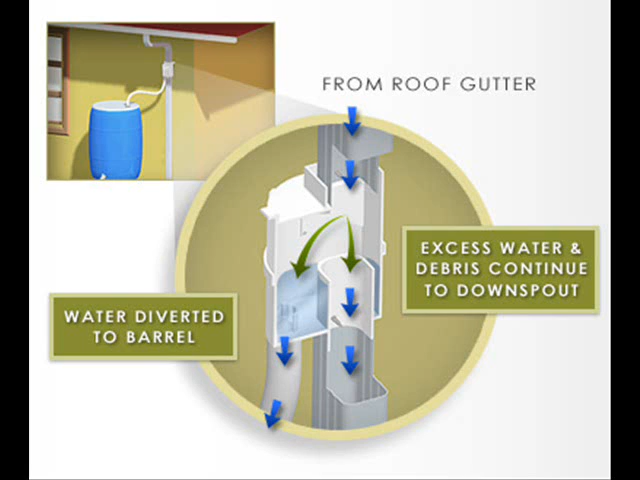 FROM ROOF GUTTER
EXCESS WATER &
DEBRIS CONTINUE
TO DOWNSPOUT
WATER DIVERTED
TO BARREL